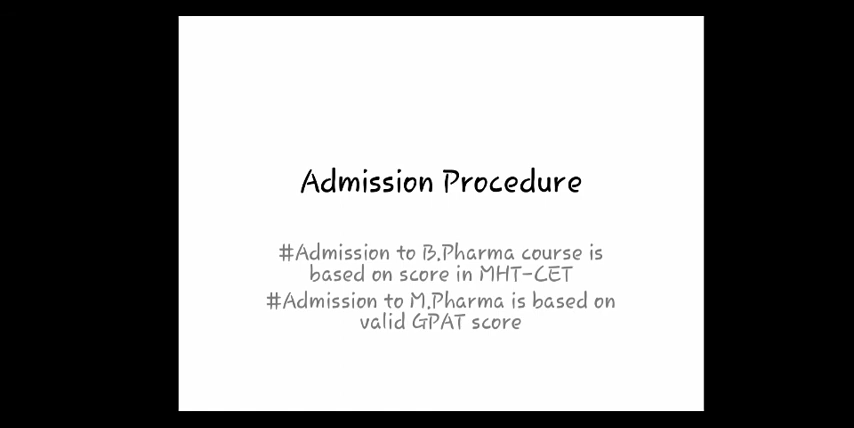 Admission Procedure
#Admission to B.Pharma course is
based on score in MHT-CET
#Admission to M.Pharma is based on
valid GPAT score